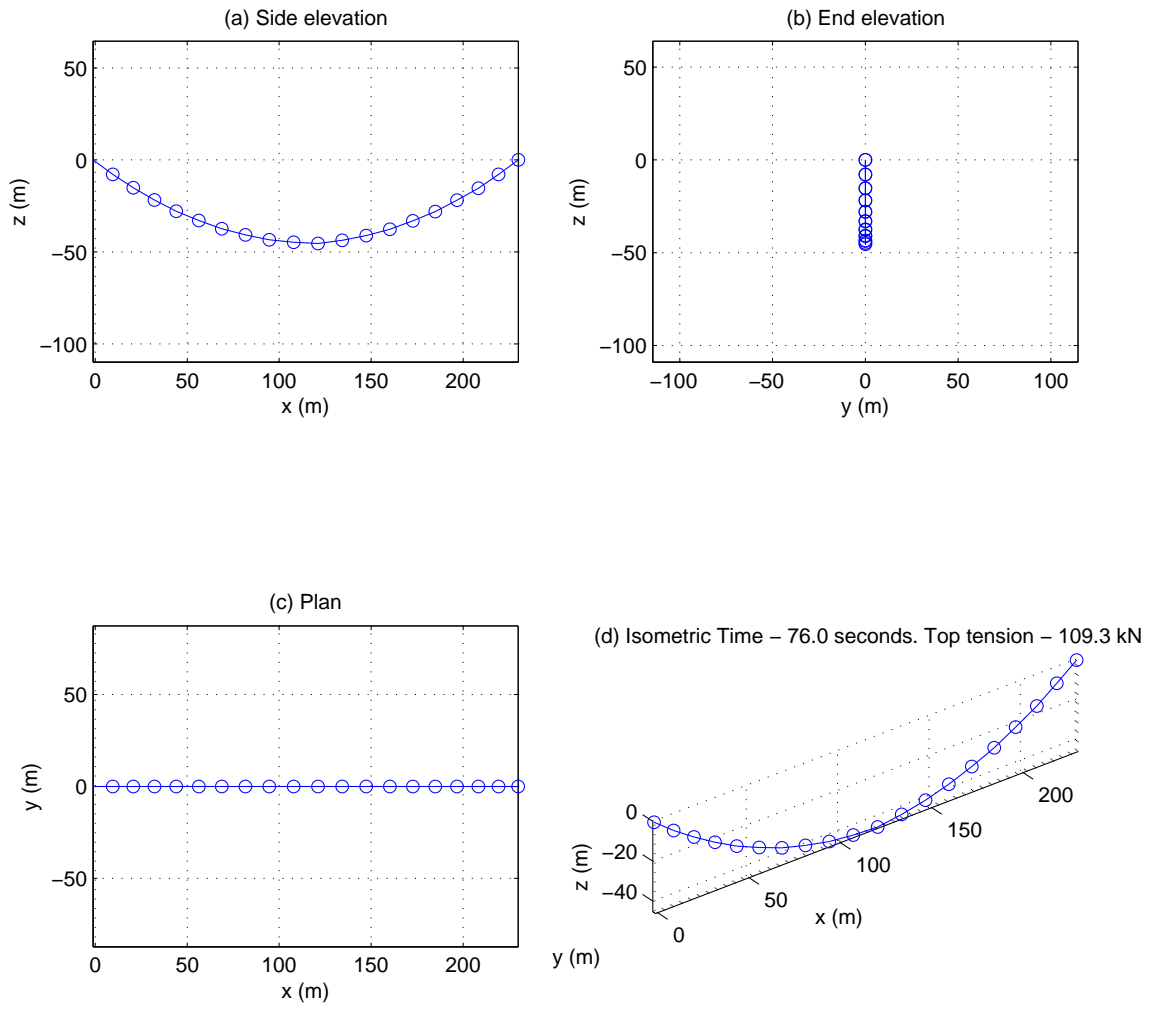 (a) Side elevation
50
0
−50
−100
z (m)
0 50 100 150 200
x (m)
(b) End elevation
50
0
−50
−100
z (m)
−100 −50 0 50 100
y (m)
(c) Plan
50
0
−50
y (m)
0 50 100 150 200
x (m)
(d) Isometric Time − 76.0 seconds. Top tension − 109.3 kN
0
−20
−40
z (m)
0 50 100 150 200
x (m)
y (m)